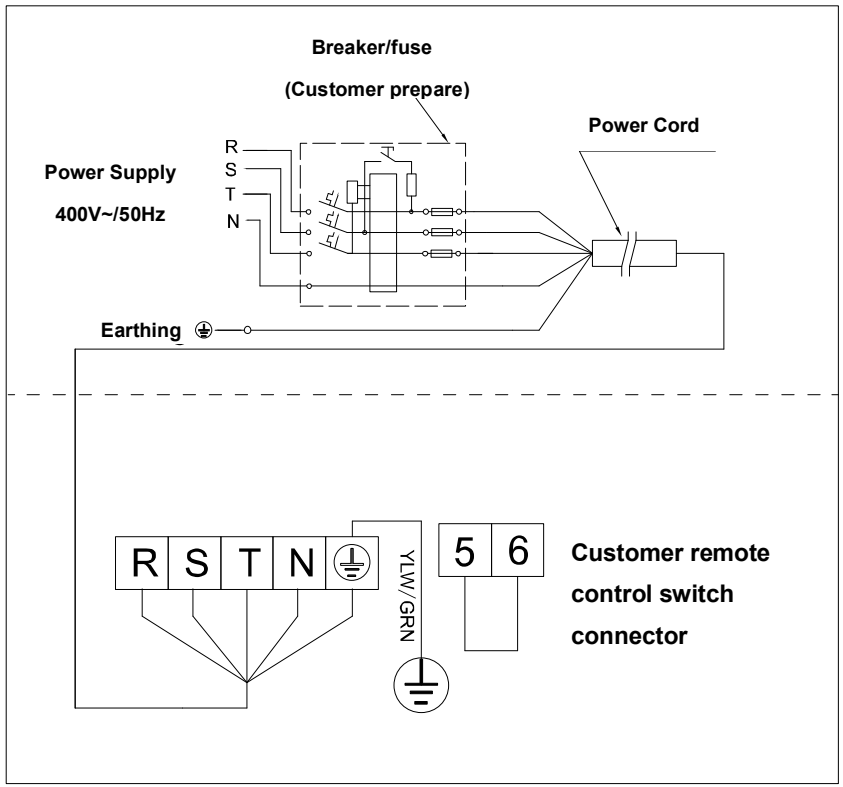 Breaker/fuse
(Customer prepare)
Power Cord
Power Supply
400V~/50Hz
R
S
T
N
Earthing
R S T N
YLW/GRN
5 6
Customer remote
control switch
connector